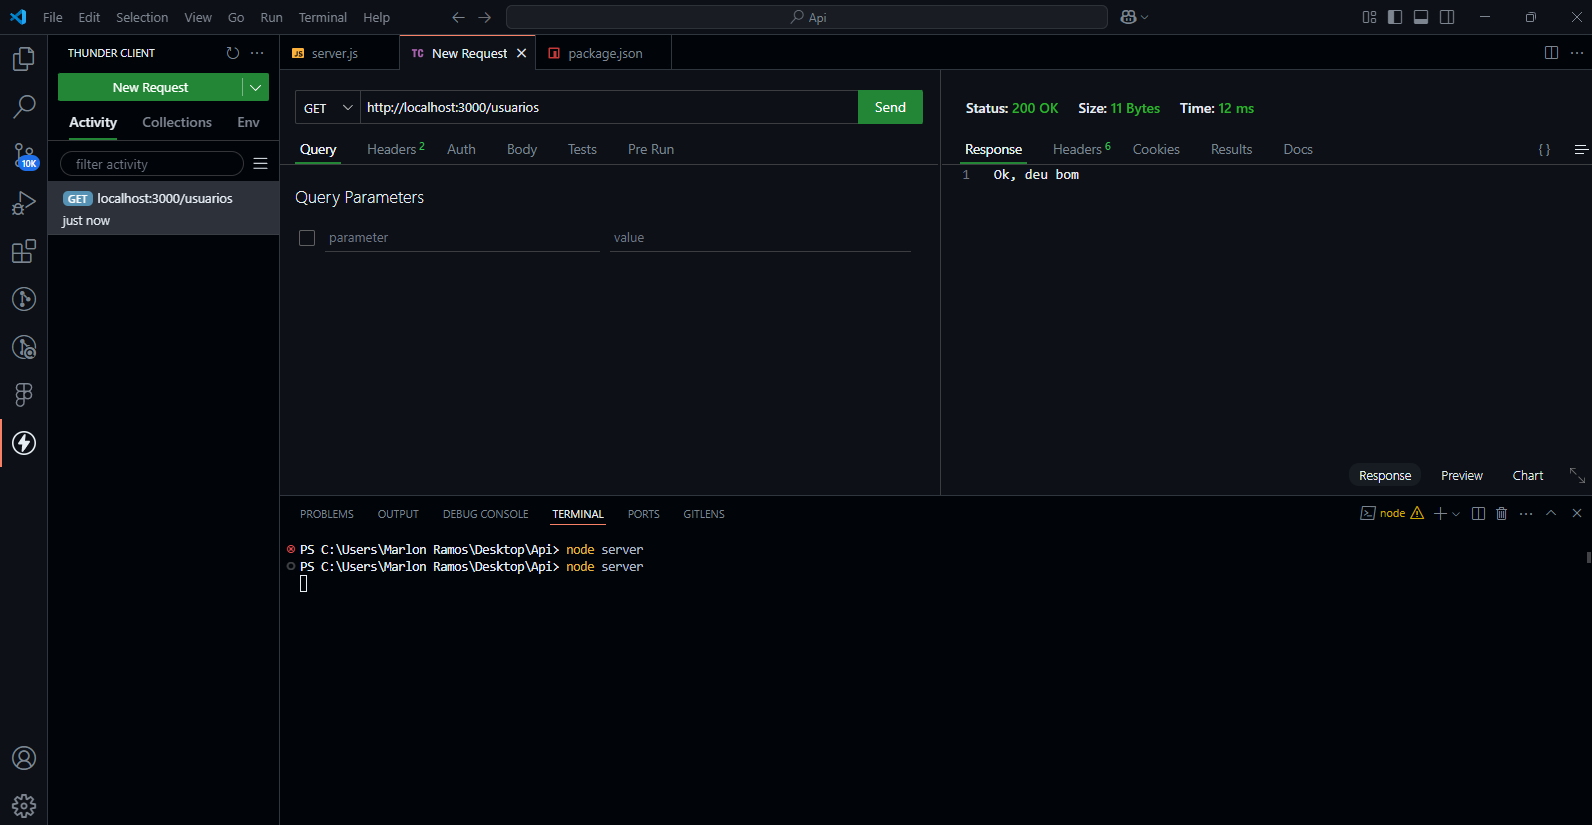 File Edit Selection View Go Run Terminal Help
Api
THUNDER CLIENT
New Request
Activity Collections Env
filter activity
GET localhost:3000/usuarios
just now
10K
JS server.js
TC New Request
package.json
GET http://localhost:3000/usuarios Send
Query Headers 2 Auth Body Tests Pre Run
Query Parameters
parameter value
Status: 200 OK Size: 11 Bytes Time: 12 ms
Response Headers 6 Cookies Results Docs { }
1 Ok, deu bom
Response Preview Chart
PROBLEMS OUTPUT DEBUG CONSOLE TERMINAL PORTS GITLENS
node
PS C:\Users\Marlon Ramos\Desktop\Api> node server
PS C:\Users\Marlon Ramos\Desktop\Api> node server